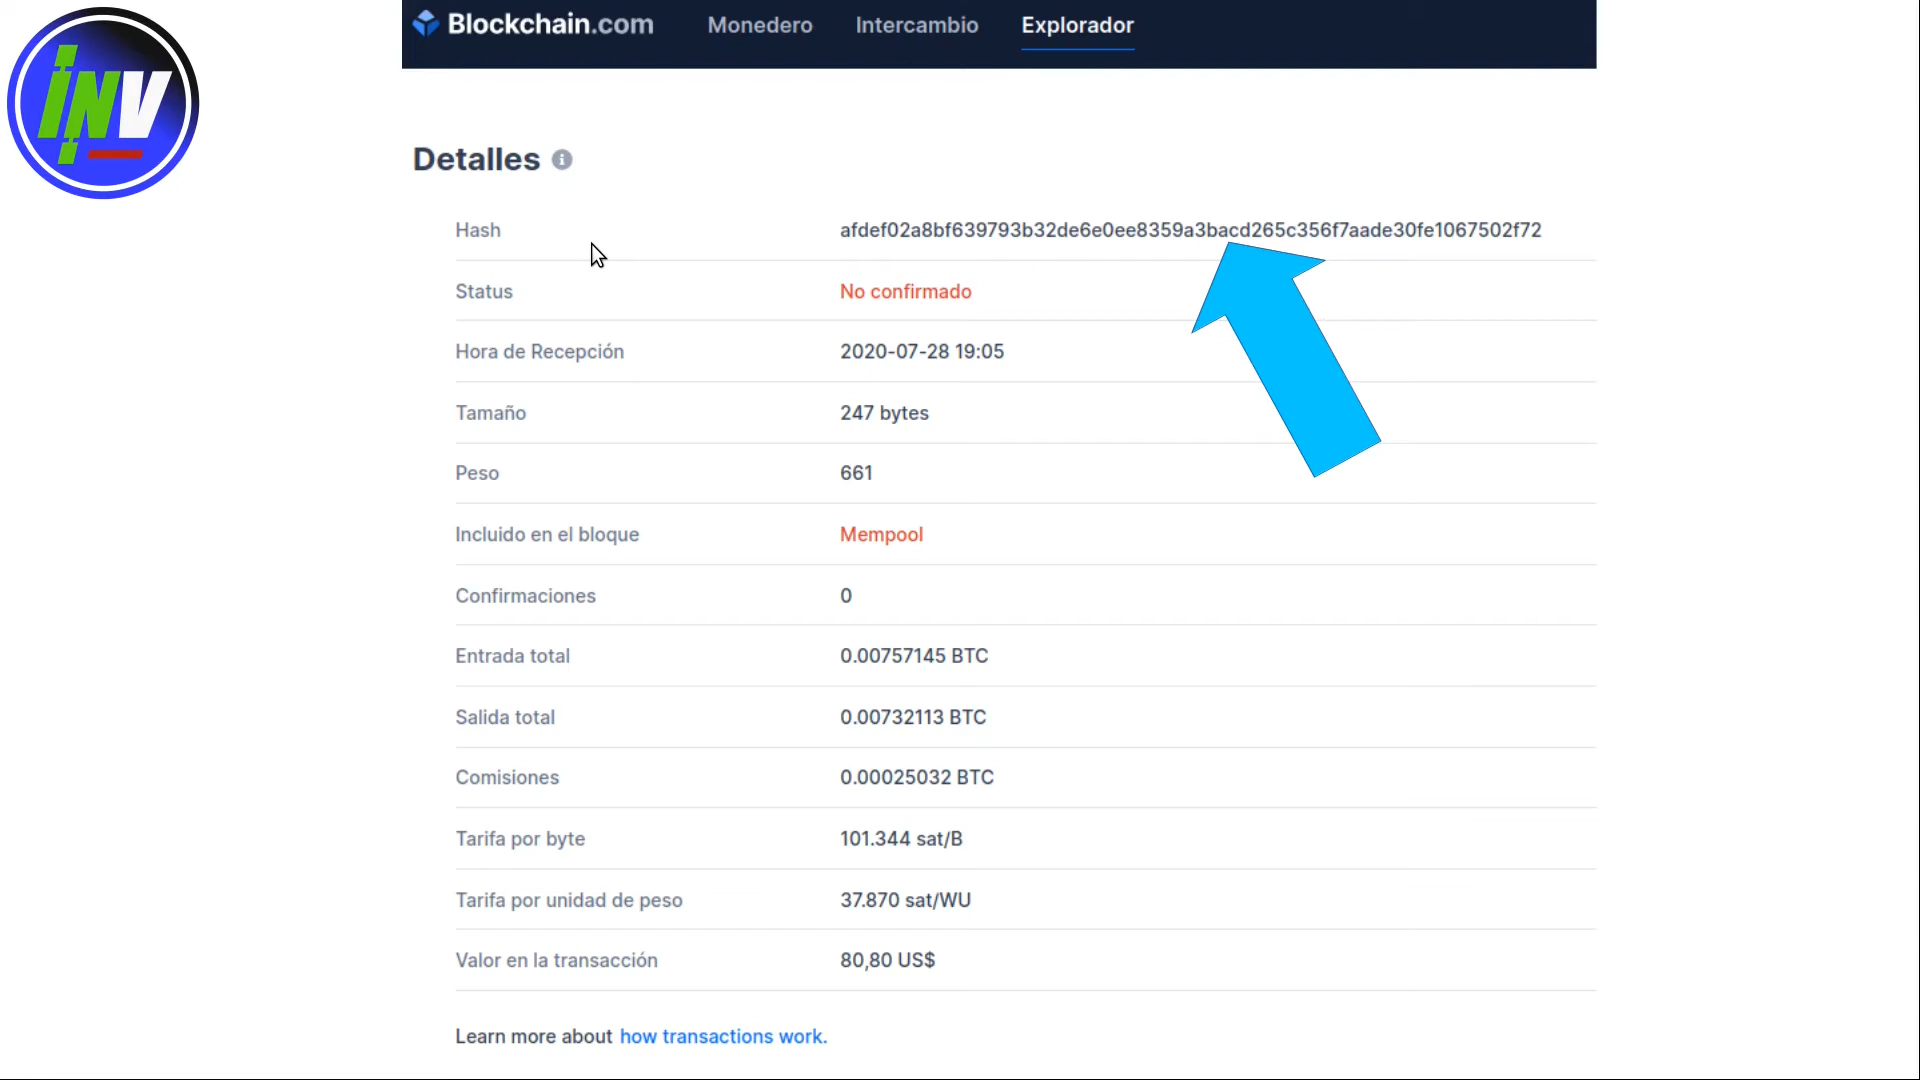 INV
Blockchain.com Monedero Intercambio Explorador
Detalles
Hash afdef02a8bf639793b32de6e0ee8359a3bacd265c356f7aade30fe1067502f72
Status No confirmado
Hora de Recepción 2020-07-28 19:05
Tamaño 247 bytes
Peso 661
Incluido en el bloque Mempool
Confirmaciones 0
Entrada total 0.00757145 BTC
Salida total 0.00732113 BTC
Comisiones 0.00025032 BTC
Tarifa por byte 101.344 sat/B
Tarifa por unidad de peso 37.870 sat/WU
Valor en la transacción 80,80 US$
Learn more about how transactions work.